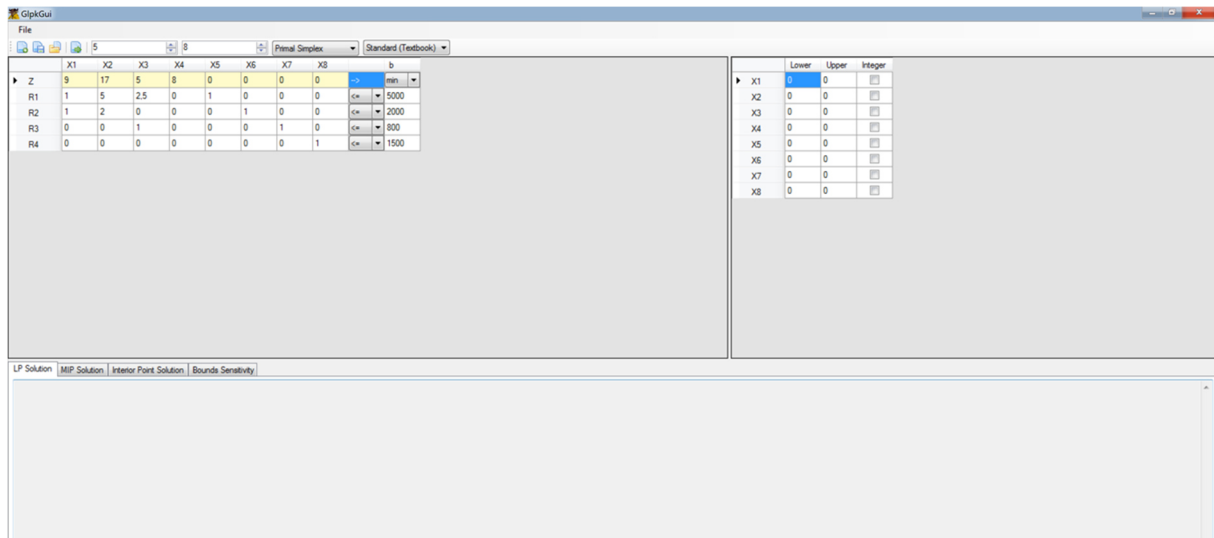 GlpkGui
File
5 8 Primal Simplex Standard (Textbook)
X1 X2 X3 X4 X5 X6 X7 X8 b
Z 9 17 5 8 0 0 0 0 --> min
R1 1 5 2,5 0 1 0 0 0 <= 5000
R2 1 2 0 0 0 1 0 0 <= 2000
R3 0 0 1 0 0 0 1 0 <= 800
R4 0 0 0 0 0 0 0 1 <= 1500
Lower Upper Integer
X1 0 0
X2 0 0
X3 0 0
X4 0 0
X5 0 0
X6 0 0
X7 0 0
X8 0 0
LP Solution MIP Solution Interior Point Solution Bounds Sensitivity